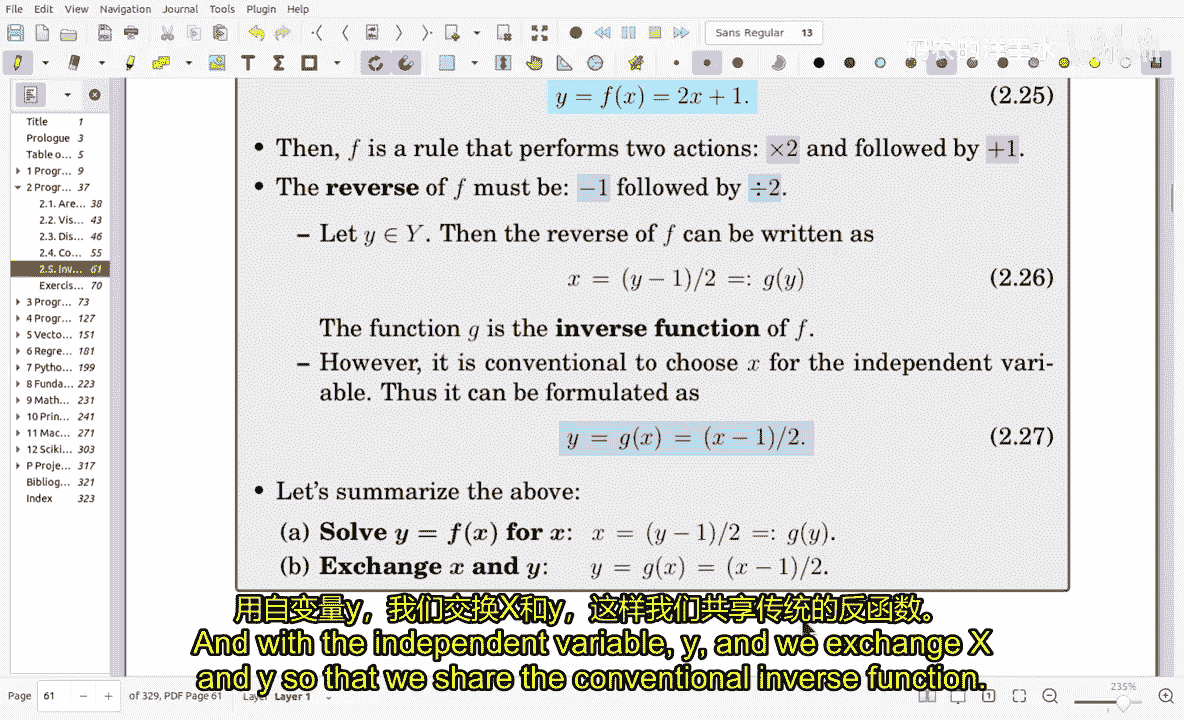 File Edit View Navigation Journal Tools Plugin Help
Sans Regular 13
Title 1
Prologue 3
Table o... 5
1 Progr... 9
2 Progr... 37
2.1. Are... 38
2.2. Vis... 43
2.3. Dis... 46
2.4. Co... 55
2.5. Inv... 61
Exercis... 70
3 Progr... 73
4 Progr... 127
5 Vecto... 151
6 Regre... 181
7 Pytho... 199
8 Funda... 223
9 Math... 231
10 Prin... 241
11 Mac... 271
12 Sciki... 303
P Proje... 317
Bibliog... 321
Index 323
y = f(x) = 2x + 1. (2.25)
• Then, f is a rule that performs two actions: ×2 and followed by +1.
• The reverse of f must be: −1 followed by ÷2.
– Let y ∈ Y. Then the reverse of f can be written as
x = (y − 1)/2 =: g(y) (2.26)
The function g is the inverse function of f.
– However, it is conventional to choose x for the independent vari-
able. Thus it can be formulated as
y = g(x) = (x − 1)/2. (2.27)
• Let's summarize the above:
(a) Solve y = f(x) for x: x = (y − 1)/2 =: g(y).
(b) Exchange x and y: y = g(x) = (x − 1)/2.
用自变量y，我们交换X和y，这样我们共享传统的反函数。
And with the independent variable, y, and we exchange X
and y so that we share the conventional inverse function.
Page 61 of 329, PDF Page 61 Layer Layer 1 235%